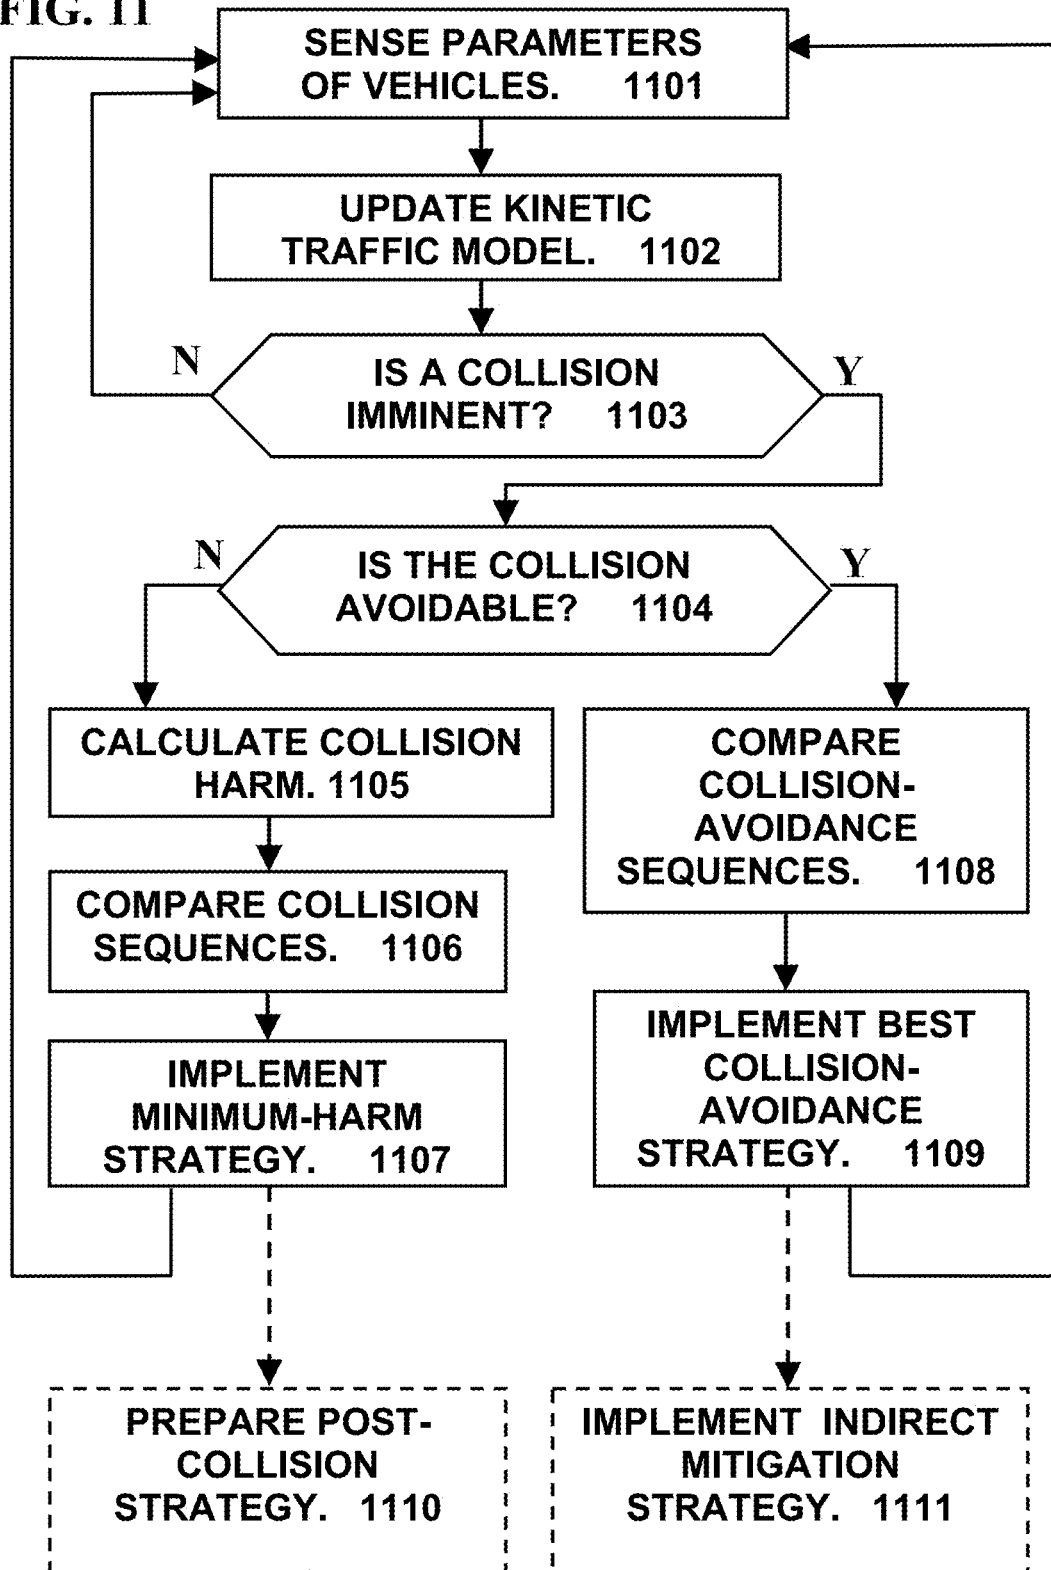 FIG. 11
SENSE PARAMETERS
OF VEHICLES. 1101
UPDATE KINETIC
TRAFFIC MODEL. 1102
N
IS A COLLISION
IMMINENT? 1103
Y
N
IS THE COLLISION
AVOIDABLE? 1104
Y
CALCULATE COLLISION
HARM. 1105
COMPARE COLLISION
SEQUENCES. 1106
IMPLEMENT
MINIMUM-HARM
STRATEGY. 1107
COMPARE
COLLISION-
AVOIDANCE
SEQUENCES. 1108
IMPLEMENT BEST
COLLISION-
AVOIDANCE
STRATEGY. 1109
PREPARE POST-
COLLISION
STRATEGY. 1110
IMPLEMENT INDIRECT
MITIGATION
STRATEGY. 1111